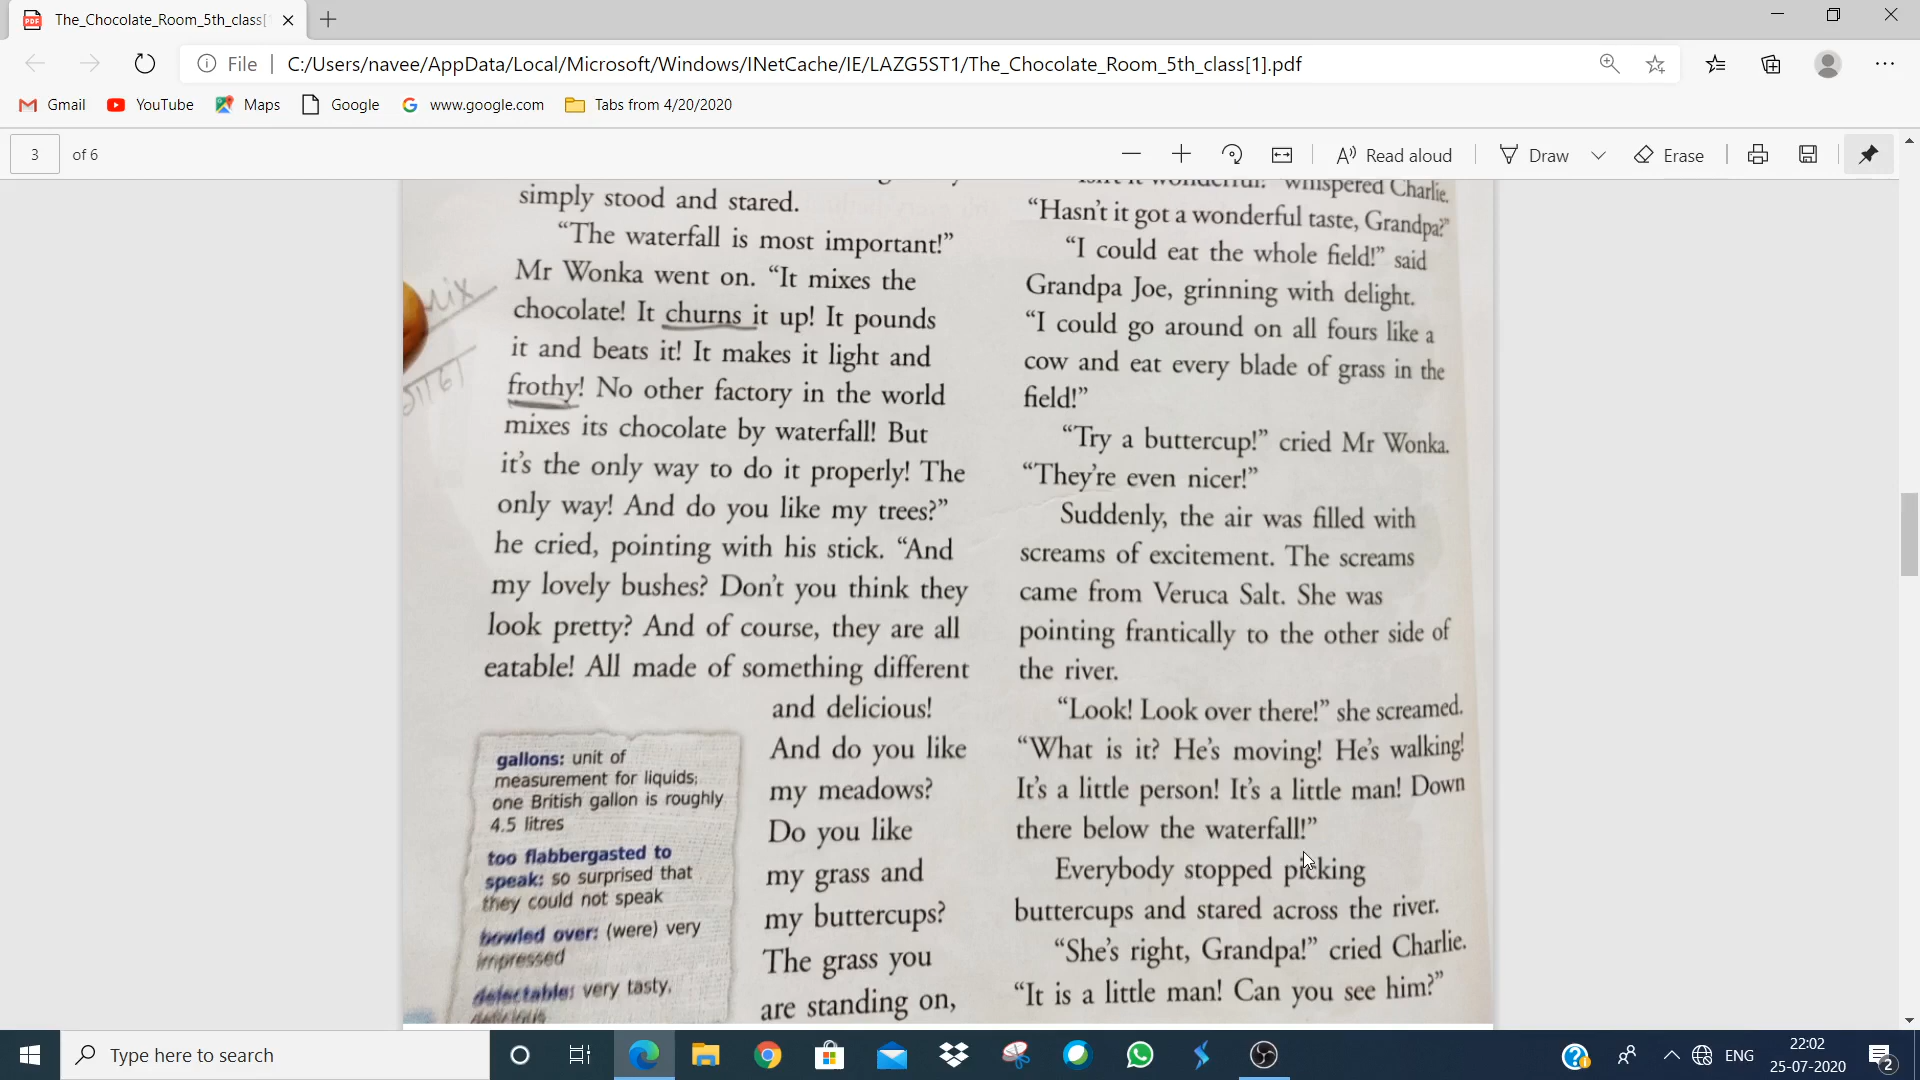 The_Chocolate_Room_5th_class[
File
C:/Users/navee/AppData/Local/Microsoft/Windows/INetCache/IE/LAZG5ST1/The_Chocolate_Room_5th_class[1].pdf
Gmail
YouTube
Maps
Google
www.google.com
Tabs from 4/20/2020
3 of 6
Read aloud
Draw
Erase
simply stood and stared.
“The waterfall is most important!”
Mr Wonka went on. “It mixes the
chocolate! It churns it up! It pounds
it and beats it! It makes it light and
frothy! No other factory in the world
mixes its chocolate by waterfall! But
it’s the only way to do it properly! The
only way! And do you like my trees?”
he cried, pointing with his stick. “And
my lovely bushes? Don’t you think they
look pretty? And of course, they are all
eatable! All made of something different
and delicious!
And do you like
my meadows?
Do you like
my grass and
my buttercups?
The grass you
are standing on,
gallons: unit of
measurement for liquids;
one British gallon is roughly
4.5 litres
too flabbergasted to
speak: so surprised that
they could not speak
bowled over: (were) very
impressed
delectable: very tasty,
whispered Charlie.
“Hasn’t it got a wonderful taste, Grandpa?”
“I could eat the whole field!” said
Grandpa Joe, grinning with delight.
“I could go around on all fours like a
cow and eat every blade of grass in the
field!”
“Try a buttercup!” cried Mr Wonka.
“They’re even nicer!”
Suddenly, the air was filled with
screams of excitement. The screams
came from Veruca Salt. She was
pointing frantically to the other side of
the river.
“Look! Look over there!” she screamed.
“What is it? He’s moving! He’s walking!
It’s a little person! It’s a little man! Down
there below the waterfall!”
Everybody stopped picking
buttercups and stared across the river.
“She’s right, Grandpa!” cried Charlie.
“It is a little man! Can you see him?”
Type here to search
ENG
22:02
25-07-2020
2